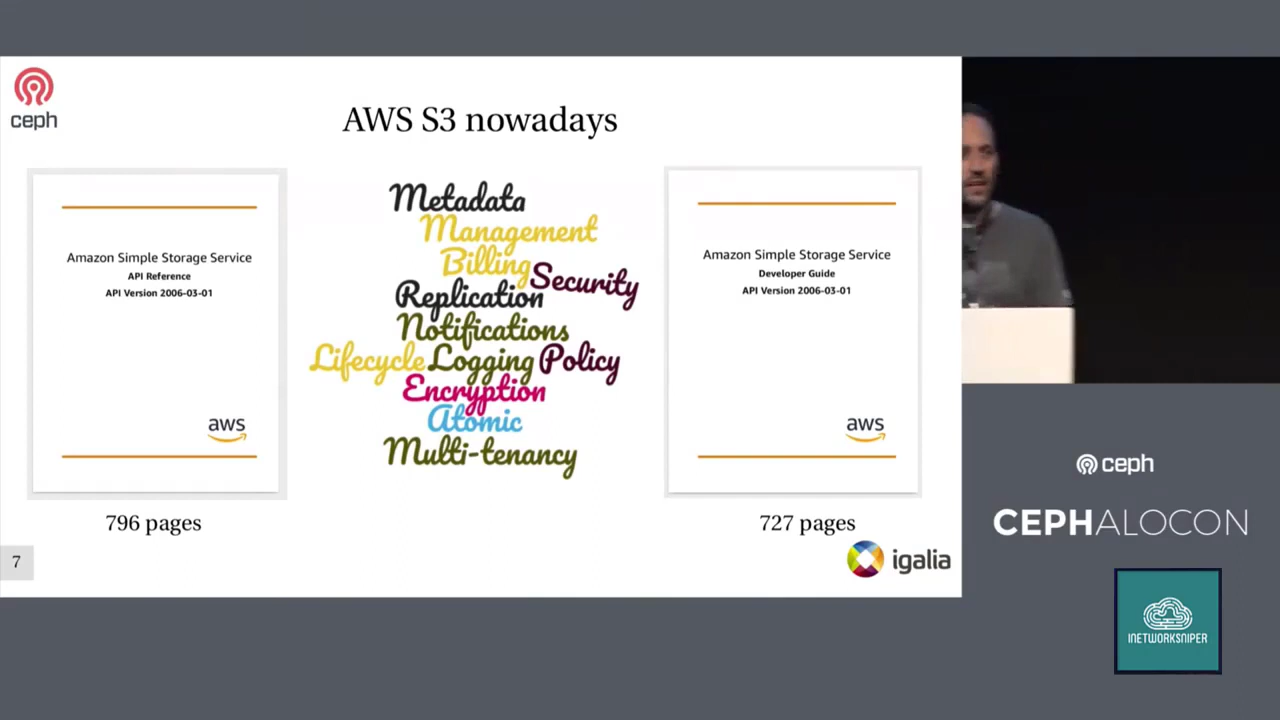 ceph
AWS S3 nowadays
Amazon Simple Storage Service
API Reference
API Version 2006-03-01
aws
796 pages
Metadata
Management
Billing
Security
Replication
Notifications
Lifecycle Logging Policy
Encryption
Atomic
Multi-tenancy
Amazon Simple Storage Service
Developer Guide
API Version 2006-03-01
aws
727 pages
7
igalia
ceph
CEPHALOCON
INETWORKSNIPER